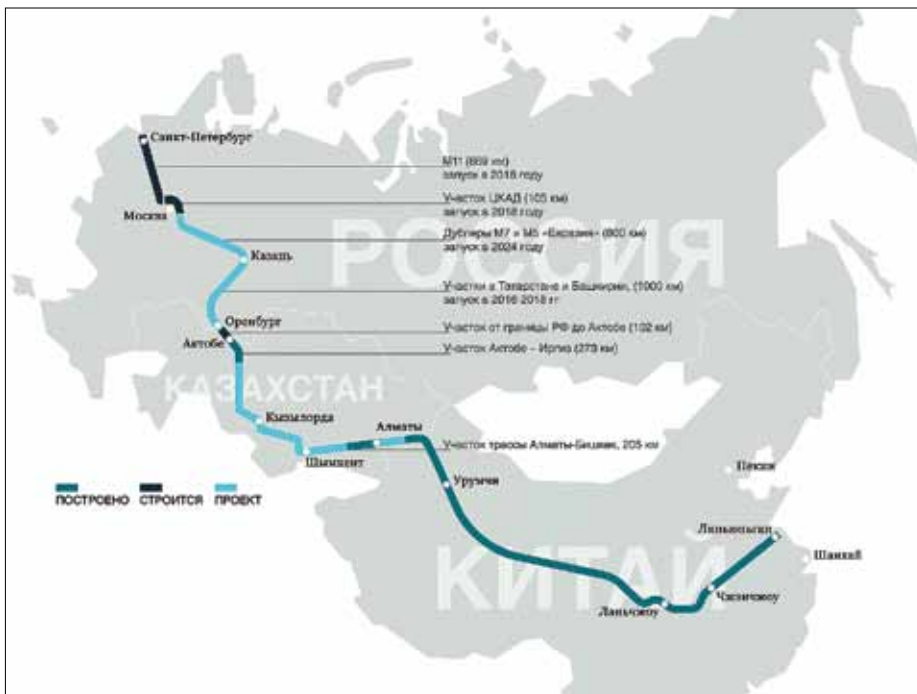 Санкт-Петербург
М11 (669 км)
запуск в 2018 году
Москва
Участок ЦКАД (105 км)
запуск в 2018 году
РОССИЯ
Дублеры М7 и М5 «Евразия» (800 км)
запуск в 2024 году
Казань
Участки в Татарстане и Башкирии, (1000 км)
запуск в 2016-2018 гг
Оренбург
Участок от границы РФ до Актобе (102 км)
Актобе
Участок Актобе – Иргиз (273 км)
КАЗАХСТАН
Кызылорда
Алматы
Участок трассы Алматы-Бишкек, 205 км
Шымкент
Урумчи
Пекин
ПОСТРОЕНО СТРОИТСЯ ПРОЕКТ
Ляньюньган
Шанхай
КИТАЙ
Чжэнчжоу
Ланьчжоу